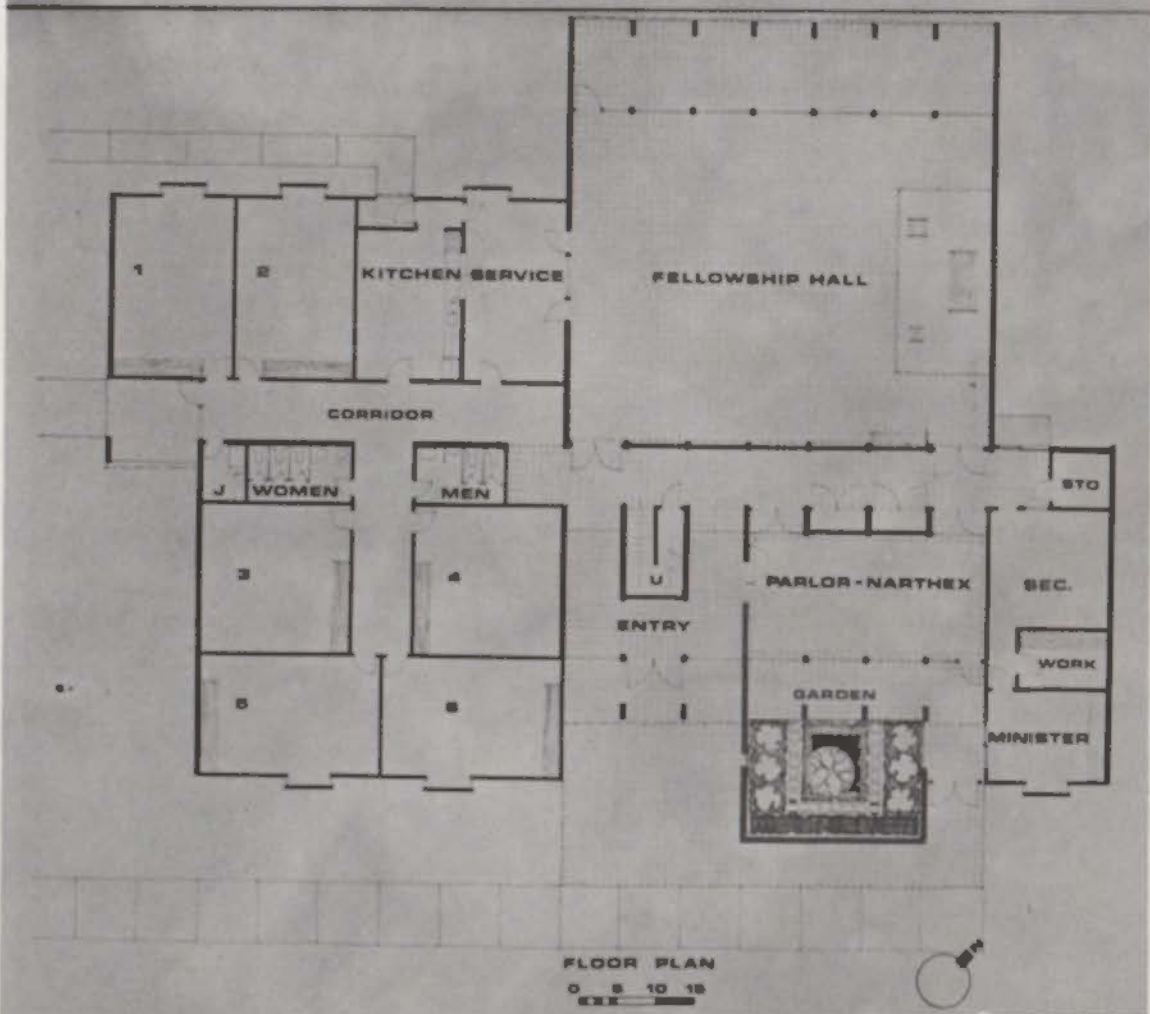 1
2
KITCHEN SERVICE
FELLOWSHIP HALL
CORRIDOR
J
WOMEN
MEN
STO
3
4
U
PARLOR-NARTHEX
SEC.
ENTRY
WORK
GARDEN
5
6
MINISTER
N
FLOOR PLAN
0 5 10 15